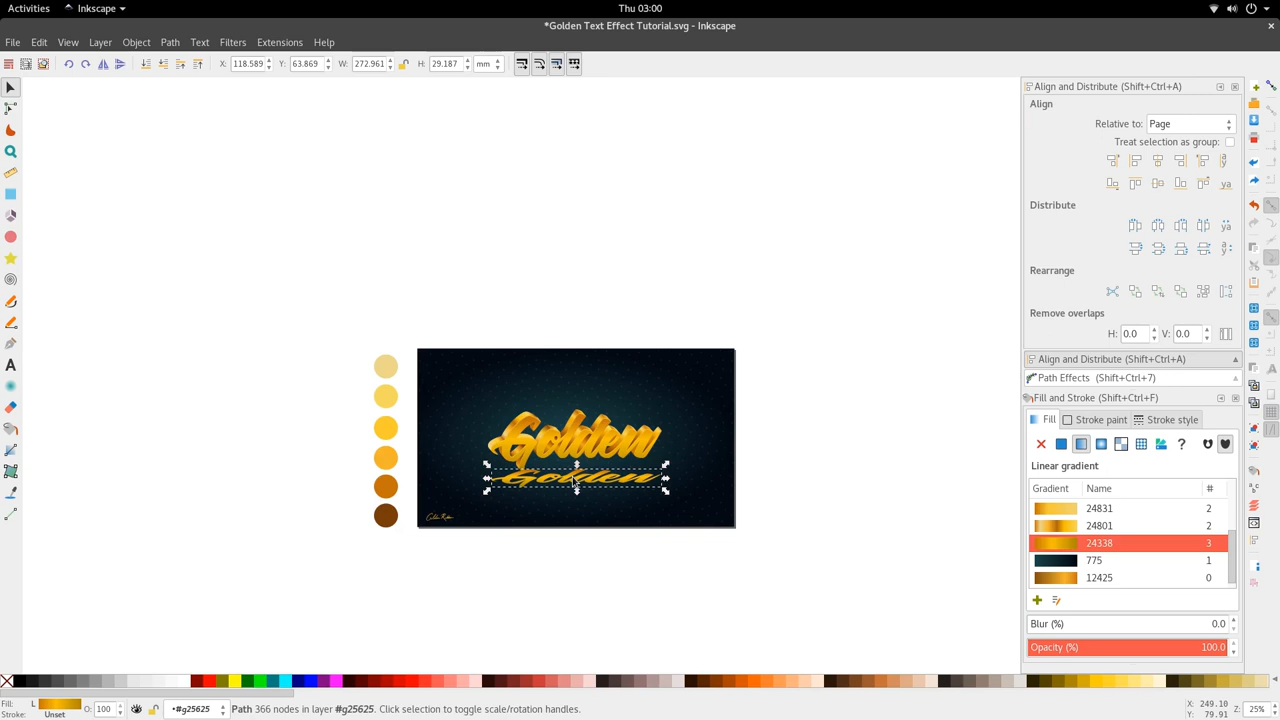 Activities Inkscape Thu 03:00
*Golden Text Effect Tutorial.svg - Inkscape
File Edit View Layer Object Path Text Filters Extensions Help
X: 118.589 Y: 63.869 W: 272.961 H: 29.187 mm
Align and Distribute (Shift+Ctrl+A)
Align
Relative to: Page
Treat selection as group:
Distribute
Rearrange
Remove overlaps
H: 0.0 V: 0.0
Align and Distribute (Shift+Ctrl+A)
Path Effects (Shift+Ctrl+7)
Fill and Stroke (Shift+Ctrl+F)
Fill Stroke paint Stroke style
Linear gradient
Gradient Name #
24831 2
24801 2
24338 3
775 1
12425 0
Blur (%) 0.0
Opacity (%) 100.0
Golden
Golden
Fill: L
Stroke: Unset
O: 100
•#g25625
Path 366 nodes in layer #g25625. Click selection to toggle scale/rotation handles.
X: 249.10
Y: 79.91
Z: 25%